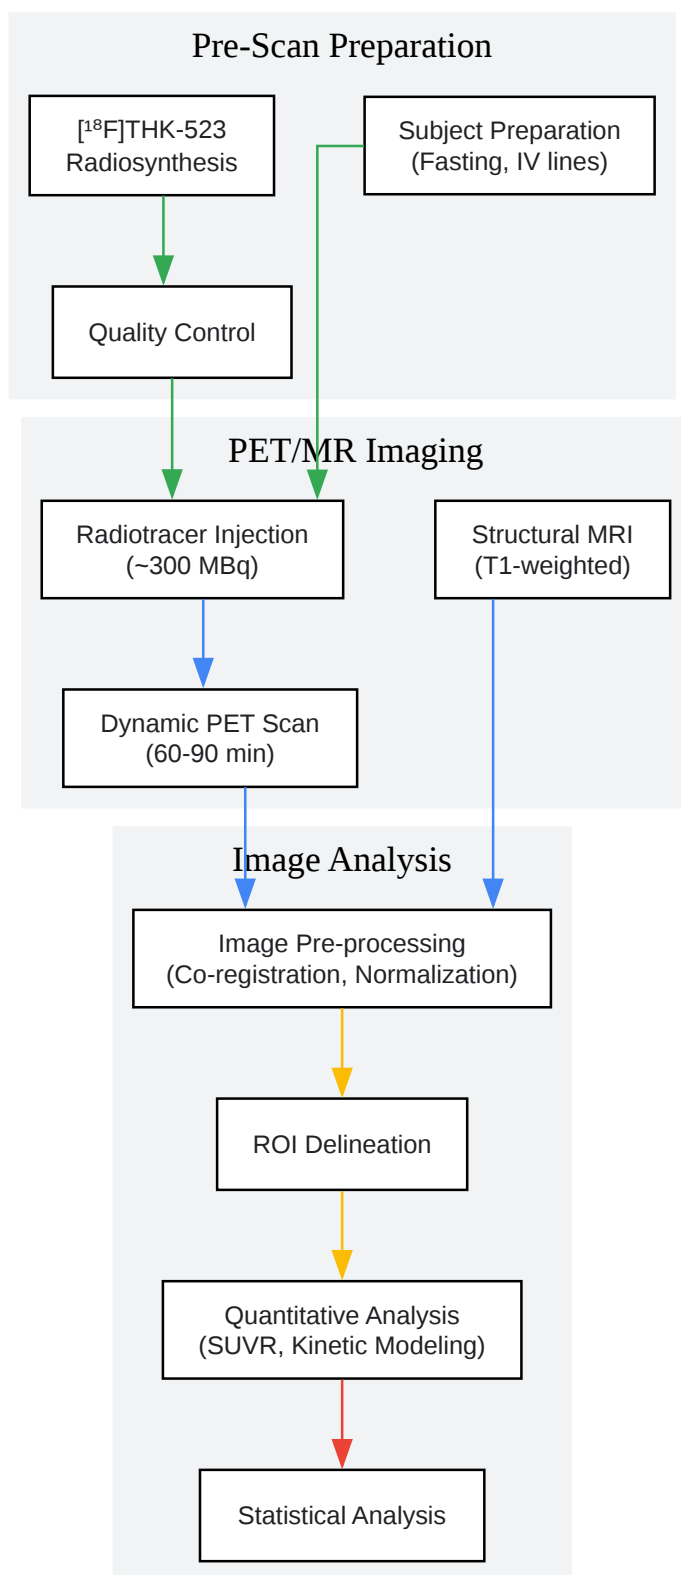 Pre-Scan Preparation
[¹⁸F]THK-523
Radiosynthesis
Subject Preparation
(Fasting, IV lines)
Quality Control
PET/MR Imaging
Radiotracer Injection
(~300 MBq)
Structural MRI
(T1-weighted)
Dynamic PET Scan
(60-90 min)
Image Analysis
Image Pre-processing
(Co-registration, Normalization)
ROI Delineation
Quantitative Analysis
(SUVR, Kinetic Modeling)
Statistical Analysis